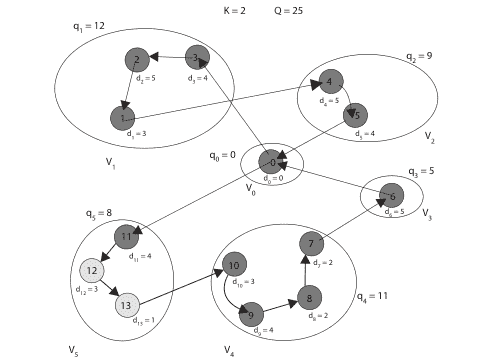 K = 2 Q = 25
q₁ = 12
2
3
d₂ = 5
d₃ = 4
1
d₁ = 3
V₁
q₂ = 9
4
d₄ = 5
5
d₅ = 4
V₂
q₀ = 0
0
d₀ = 0
V₀
q₃ = 5
6
d₆ = 5
V₃
q₅ = 8
11
d₁₁ = 4
12
d₁₂ = 3
13
d₁₃ = 1
V₅
7
d₇ = 2
10
d₁₀ = 3
8
d₈ = 2
9
d₉ = 4
q₄ = 11
V₄